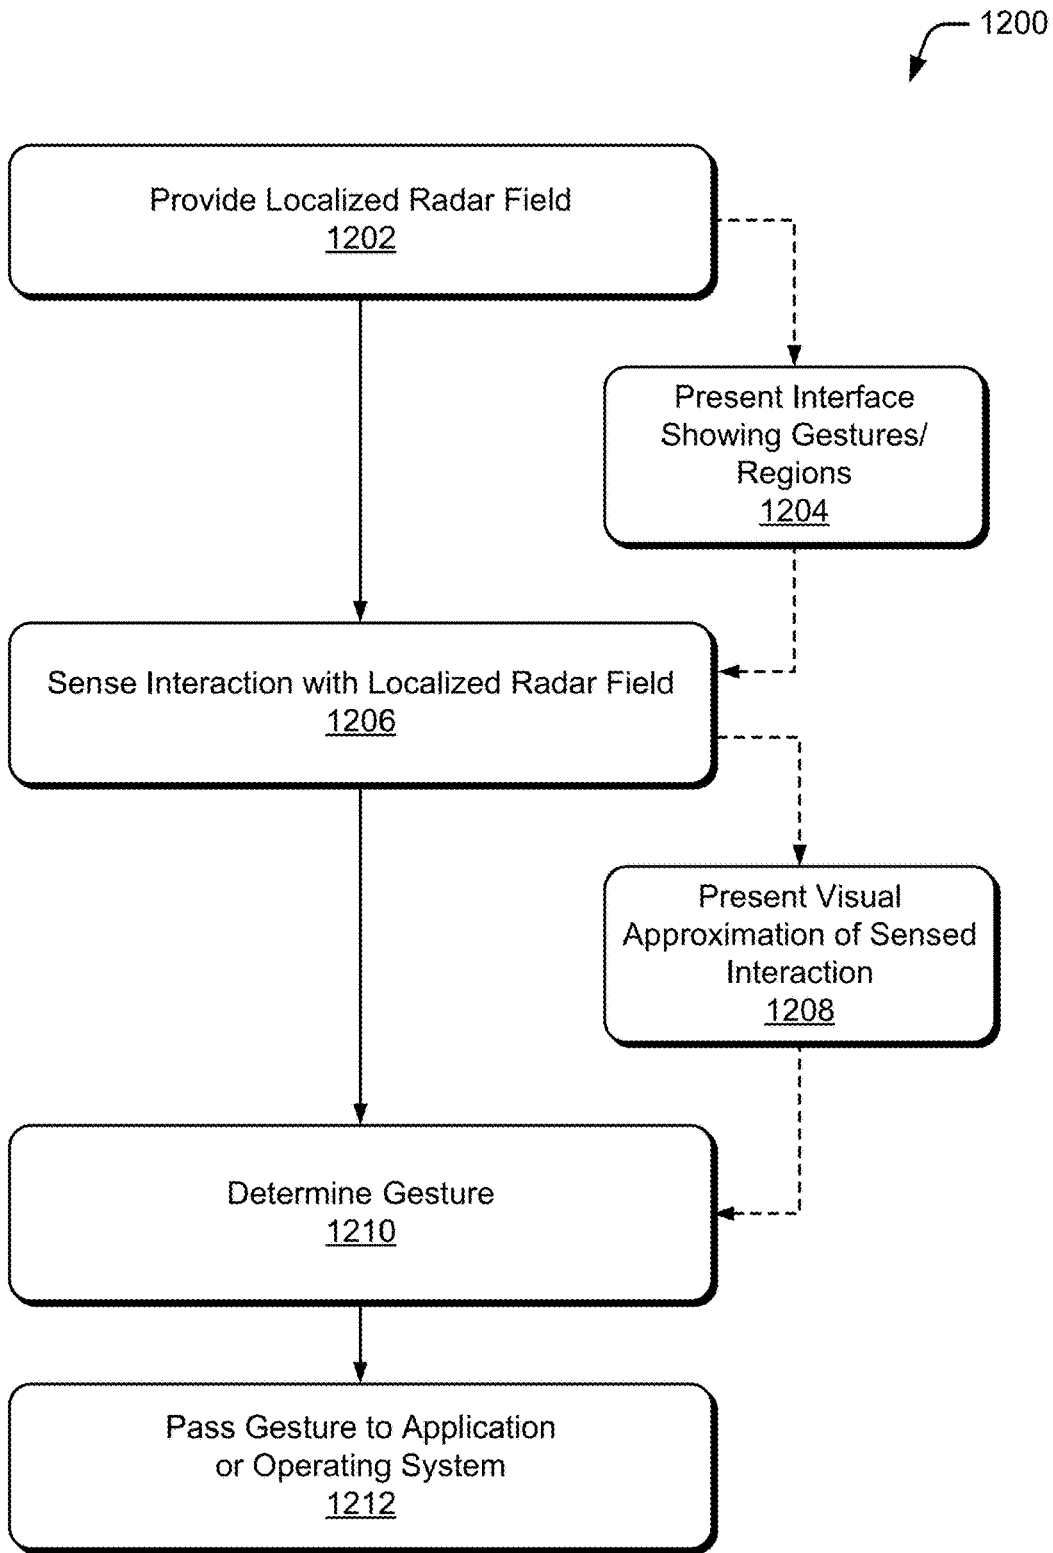 1200
Provide Localized Radar Field
1202
Present Interface
Showing Gestures/
Regions
1204
Sense Interaction with Localized Radar Field
1206
Present Visual
Approximation of Sensed
Interaction
1208
Determine Gesture
1210
Pass Gesture to Application
or Operating System
1212